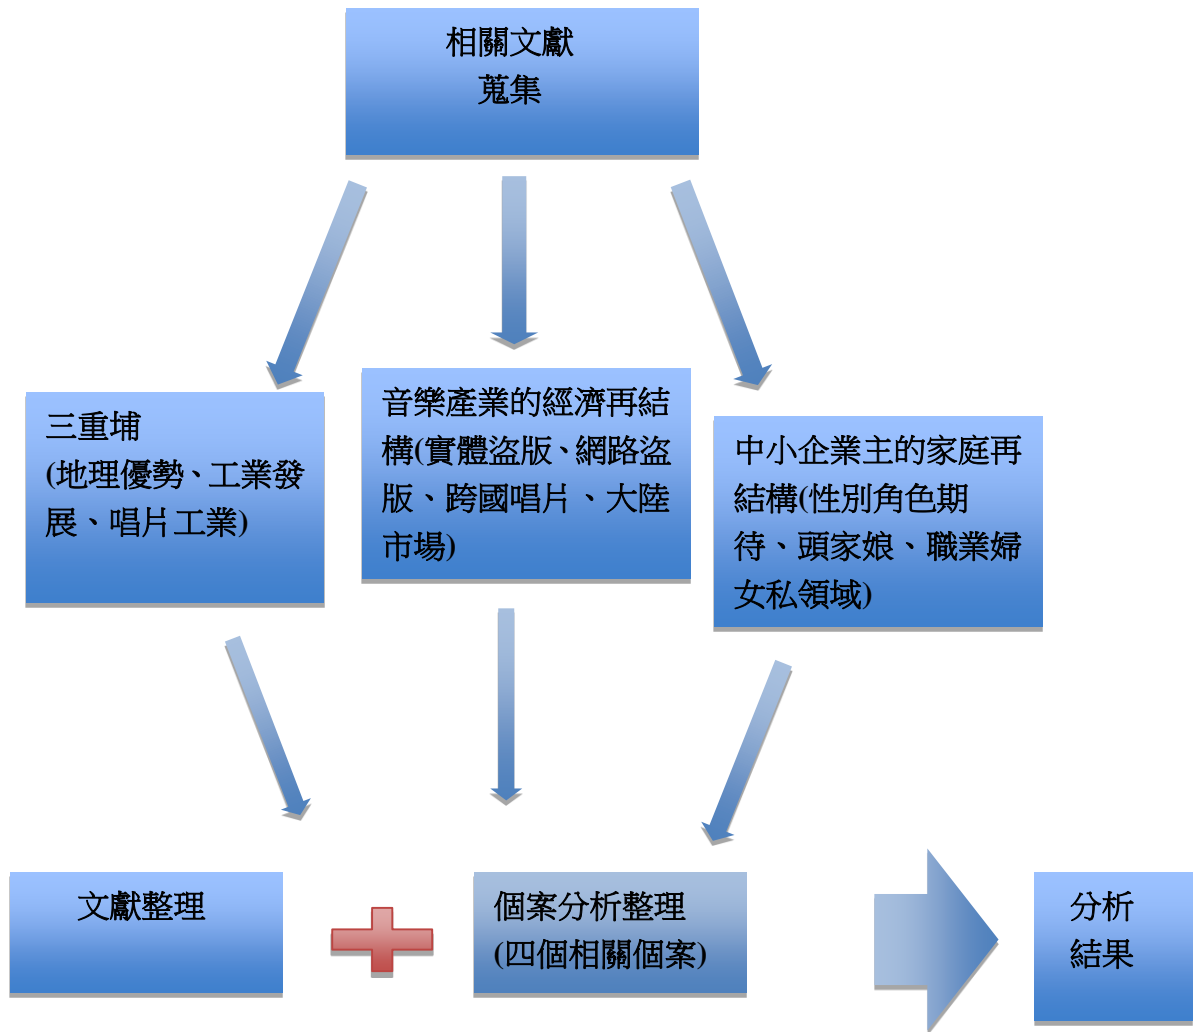 相關文獻
蒐集
三重埔
(地理優勢、工業發
展、唱片工業)
音樂產業的經濟再結
構(實體盜版、網路盜
版、跨國唱片、大陸
市場)
中小企業主的家庭再
結構(性別角色期
待、頭家娘、職業婦
女私領域)
文獻整理
個案分析整理
(四個相關個案)
分析
結果